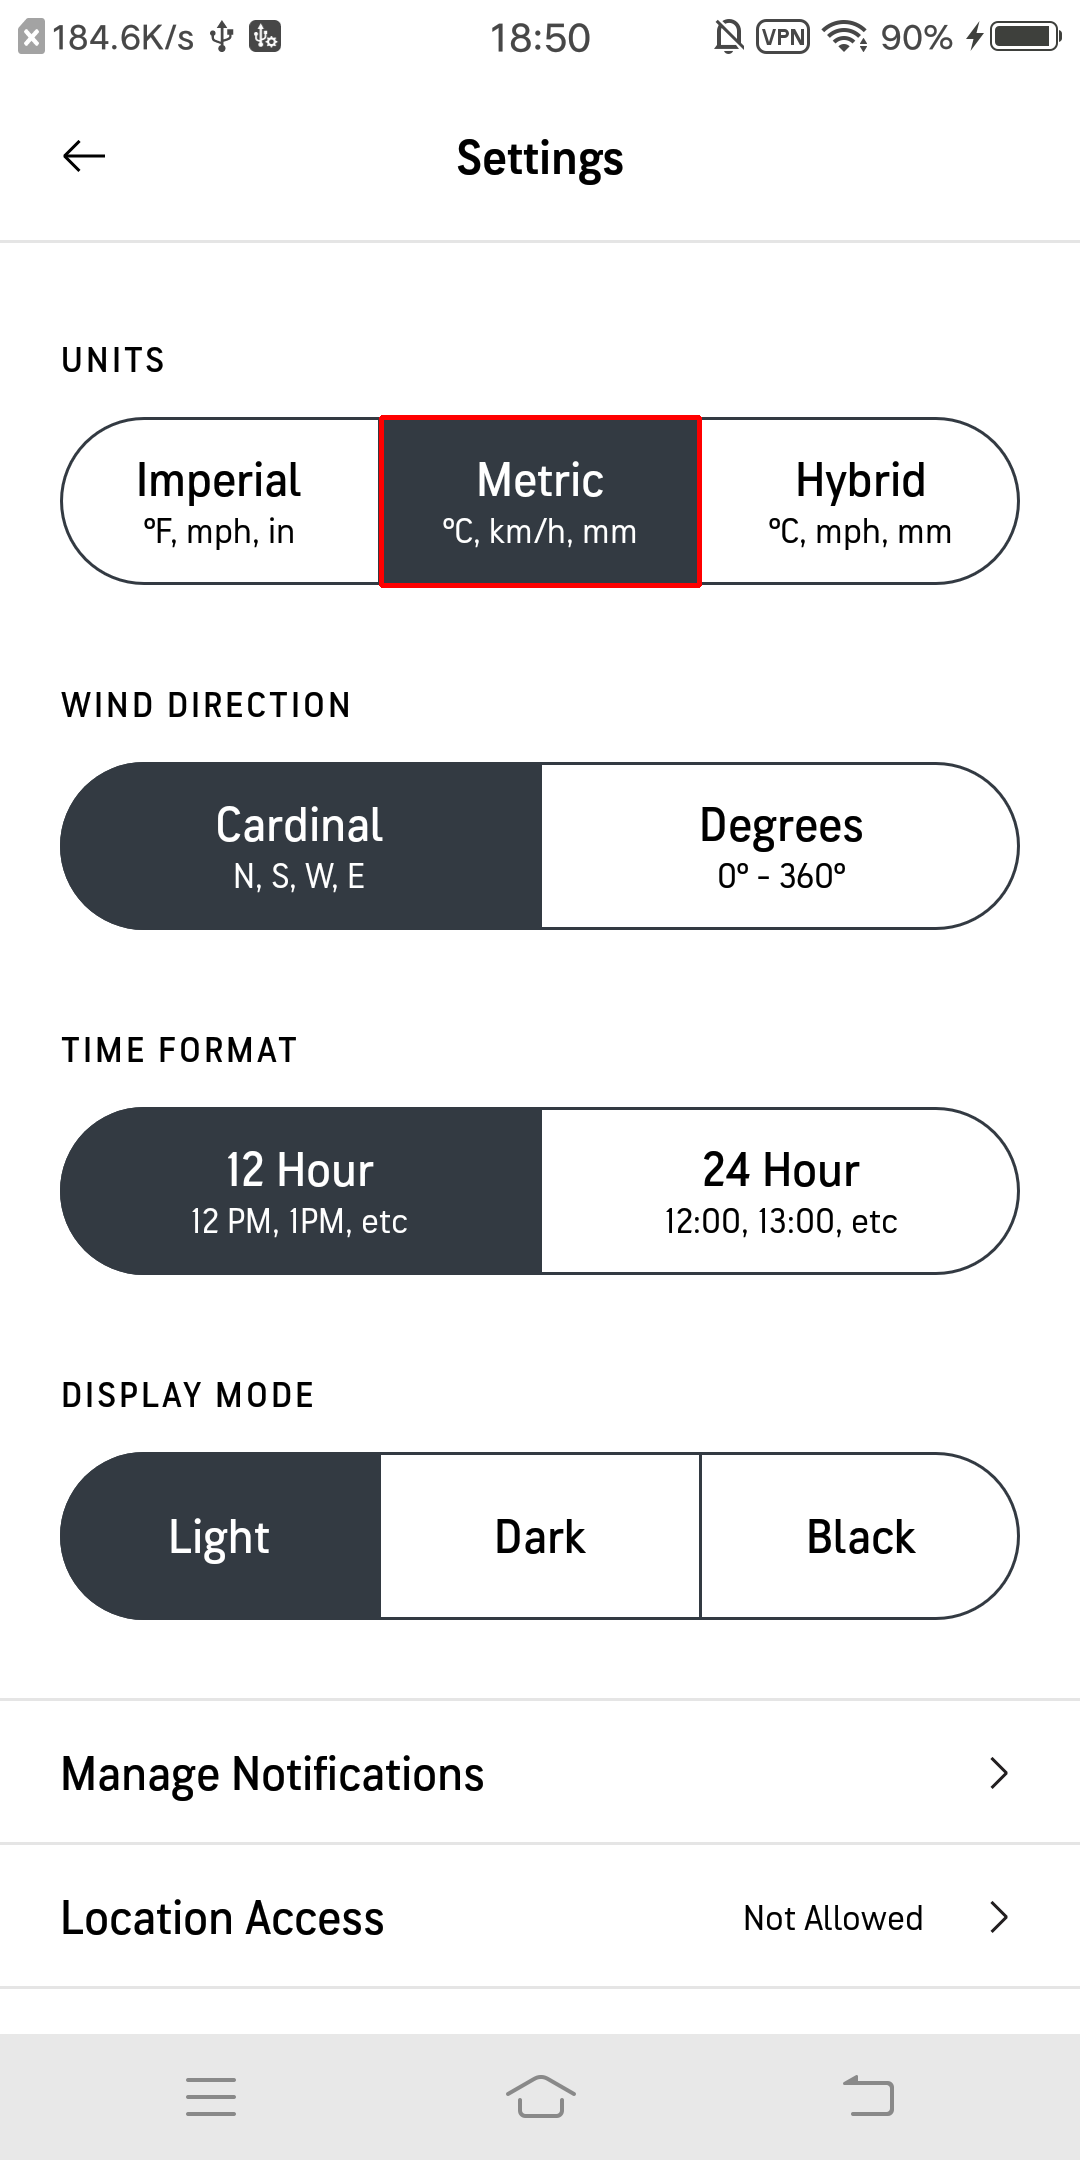 184.6K/s 18:50 VPN 90%
Settings
UNITS
Imperial Metric Hybrid
°F, mph, in °C, km/h, mm °C, mph, mm
WIND DIRECTION
Cardinal Degrees
N, S, W, E 0° - 360°
TIME FORMAT
12 Hour 24 Hour
12 PM, 1PM, etc 12:00, 13:00, etc
DISPLAY MODE
Light Dark Black
Manage Notifications
Location Access Not Allowed